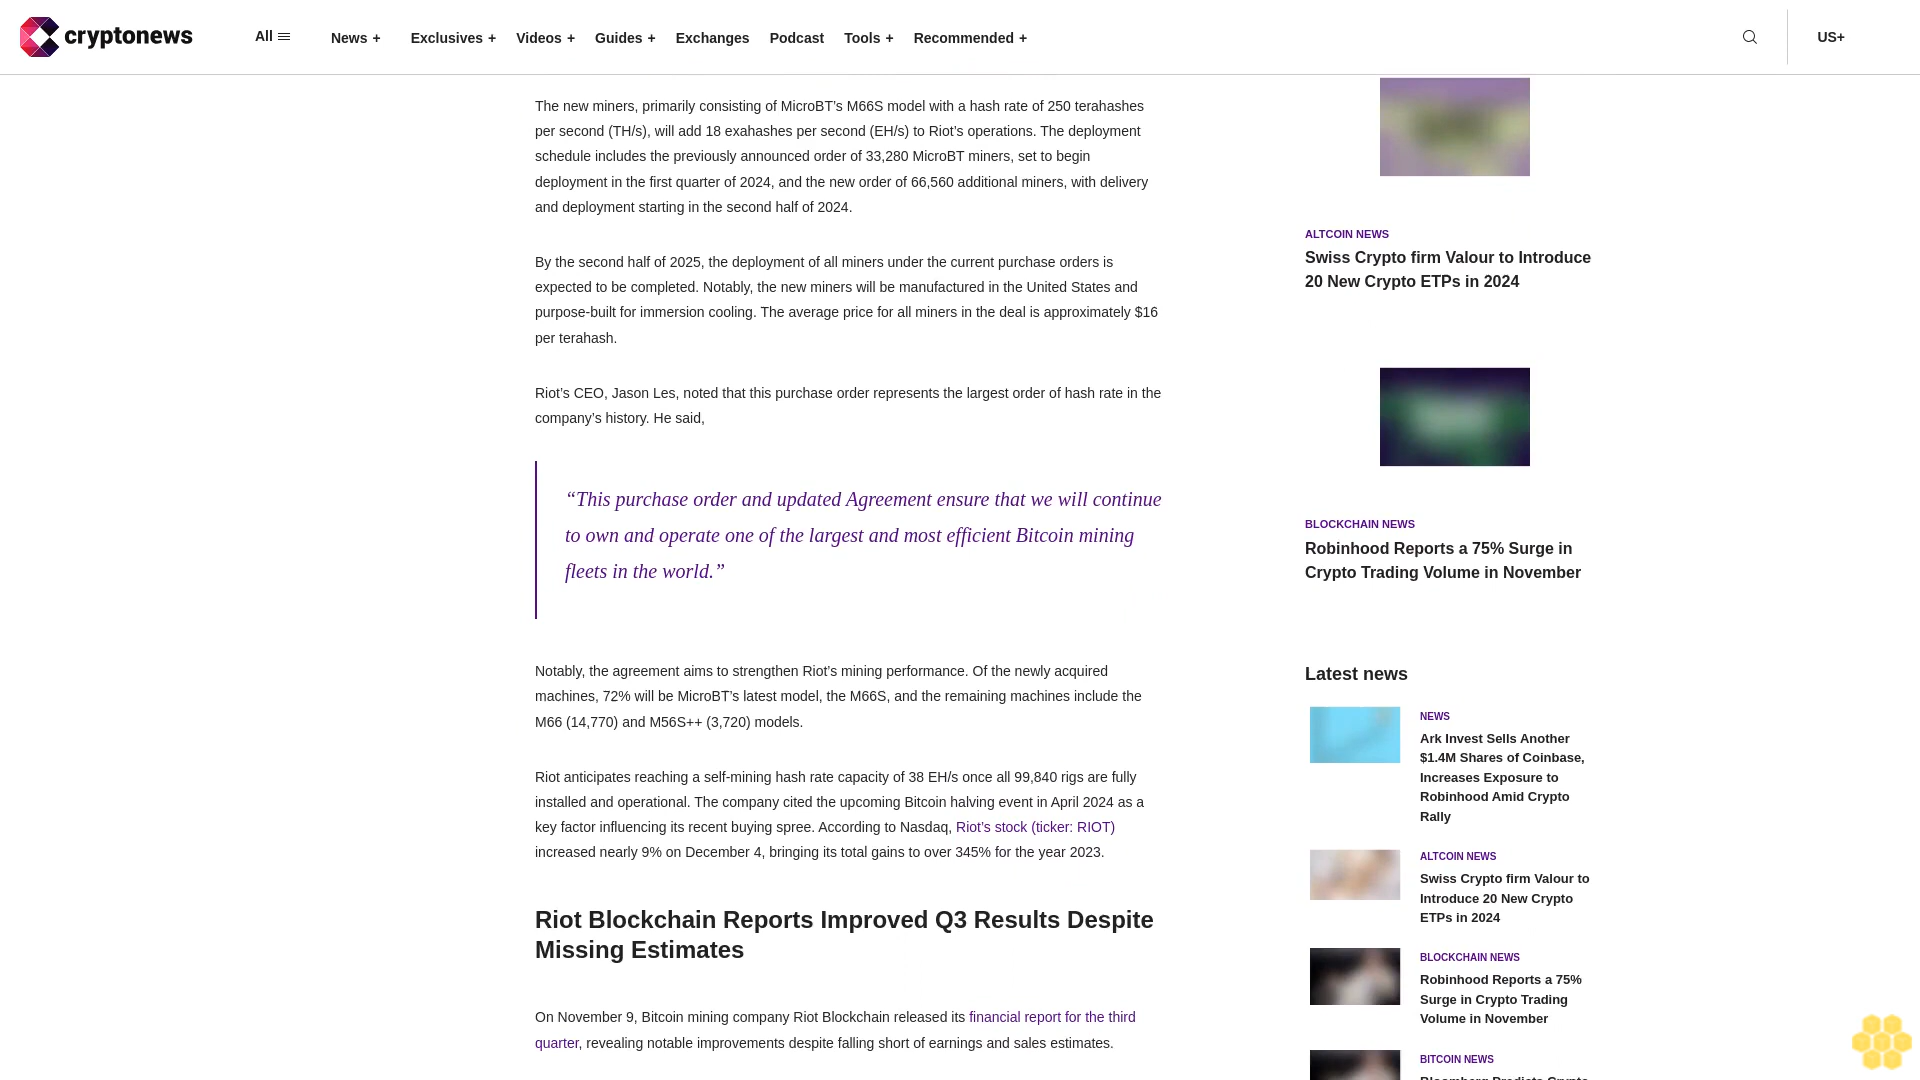 cryptonews
All
News +
Exclusives +
Videos +
Guides +
Exchanges
Podcast
Tools +
Recommended +
US+
The new miners, primarily consisting of MicroBT’s M66S model with a hash rate of 250 terahashes
per second (TH/s), will add 18 exahashes per second (EH/s) to Riot’s operations. The deployment
schedule includes the previously announced order of 33,280 MicroBT miners, set to begin
deployment in the first quarter of 2024, and the new order of 66,560 additional miners, with delivery
and deployment starting in the second half of 2024.
By the second half of 2025, the deployment of all miners under the current purchase orders is
expected to be completed. Notably, the new miners will be manufactured in the United States and
purpose-built for immersion cooling. The average price for all miners in the deal is approximately $16
per terahash.
Riot’s CEO, Jason Les, noted that this purchase order represents the largest order of hash rate in the
company’s history. He said,
“This purchase order and updated Agreement ensure that we will continue
to own and operate one of the largest and most efficient Bitcoin mining
fleets in the world.”
Notably, the agreement aims to strengthen Riot’s mining performance. Of the newly acquired
machines, 72% will be MicroBT’s latest model, the M66S, and the remaining machines include the
M66 (14,770) and M56S++ (3,720) models.
Riot anticipates reaching a self-mining hash rate capacity of 38 EH/s once all 99,840 rigs are fully
installed and operational. The company cited the upcoming Bitcoin halving event in April 2024 as a
key factor influencing its recent buying spree. According to Nasdaq, Riot’s stock (ticker: RIOT)
increased nearly 9% on December 4, bringing its total gains to over 345% for the year 2023.
Riot Blockchain Reports Improved Q3 Results Despite
Missing Estimates
On November 9, Bitcoin mining company Riot Blockchain released its financial report for the third
quarter, revealing notable improvements despite falling short of earnings and sales estimates.
ALTCOIN NEWS
Swiss Crypto firm Valour to Introduce
20 New Crypto ETPs in 2024
BLOCKCHAIN NEWS
Robinhood Reports a 75% Surge in
Crypto Trading Volume in November
Latest news
NEWS
Ark Invest Sells Another
$1.4M Shares of Coinbase,
Increases Exposure to
Robinhood Amid Crypto
Rally
ALTCOIN NEWS
Swiss Crypto firm Valour to
Introduce 20 New Crypto
ETPs in 2024
BLOCKCHAIN NEWS
Robinhood Reports a 75%
Surge in Crypto Trading
Volume in November
BITCOIN NEWS
Bloomberg Predicts Crypto